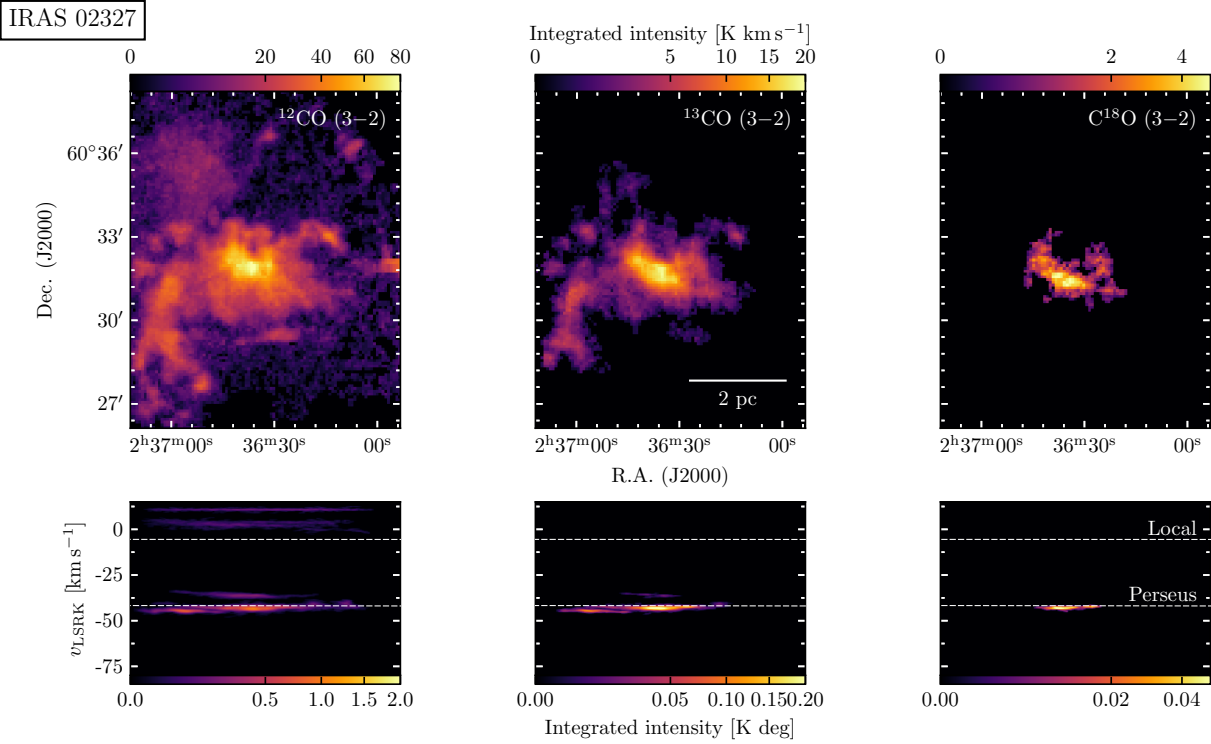 IRAS 02327
Integrated intensity [K km s⁻¹]
0 20 40 60 80
0 5 10 15 20
0 2 4
¹²CO (3−2)
¹³CO (3−2)
C¹⁸O (3−2)
Dec. (J2000)
60°36′
33′
30′
27′
2 pc
2ʰ37ᵐ00ˢ 36ᵐ30ˢ 00ˢ
2ʰ37ᵐ00ˢ 36ᵐ30ˢ 00ˢ
2ʰ37ᵐ00ˢ 36ᵐ30ˢ 00ˢ
R.A. (J2000)
v_LSRK [km s⁻¹]
0
-25
-50
-75
Local
Perseus
0.0 0.5 1.0 1.5 2.0
0.00 0.05 0.10 0.15 0.20
0.00 0.02 0.04
Integrated intensity [K deg]